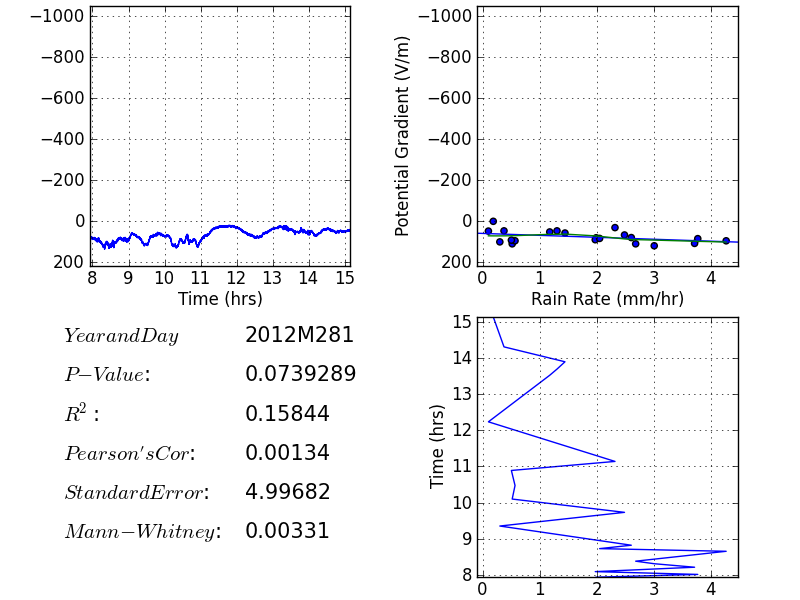 −1000
−800
−600
−400
−200
0
200
8 9 10 11 12 13 14 15
Time (hrs)
Potential Gradient (V/m)
−1000
−800
−600
−400
−200
0
200
0 1 2 3 4
Rain Rate (mm/hr)
YearandDay 2012M281
P−Value: 0.0739289
R²: 0.15844
Pearson'sCor: 0.00134
StandardError: 4.99682
Mann−Whitney: 0.00331
Time (hrs)
15
14
13
12
11
10
9
8
0 1 2 3 4